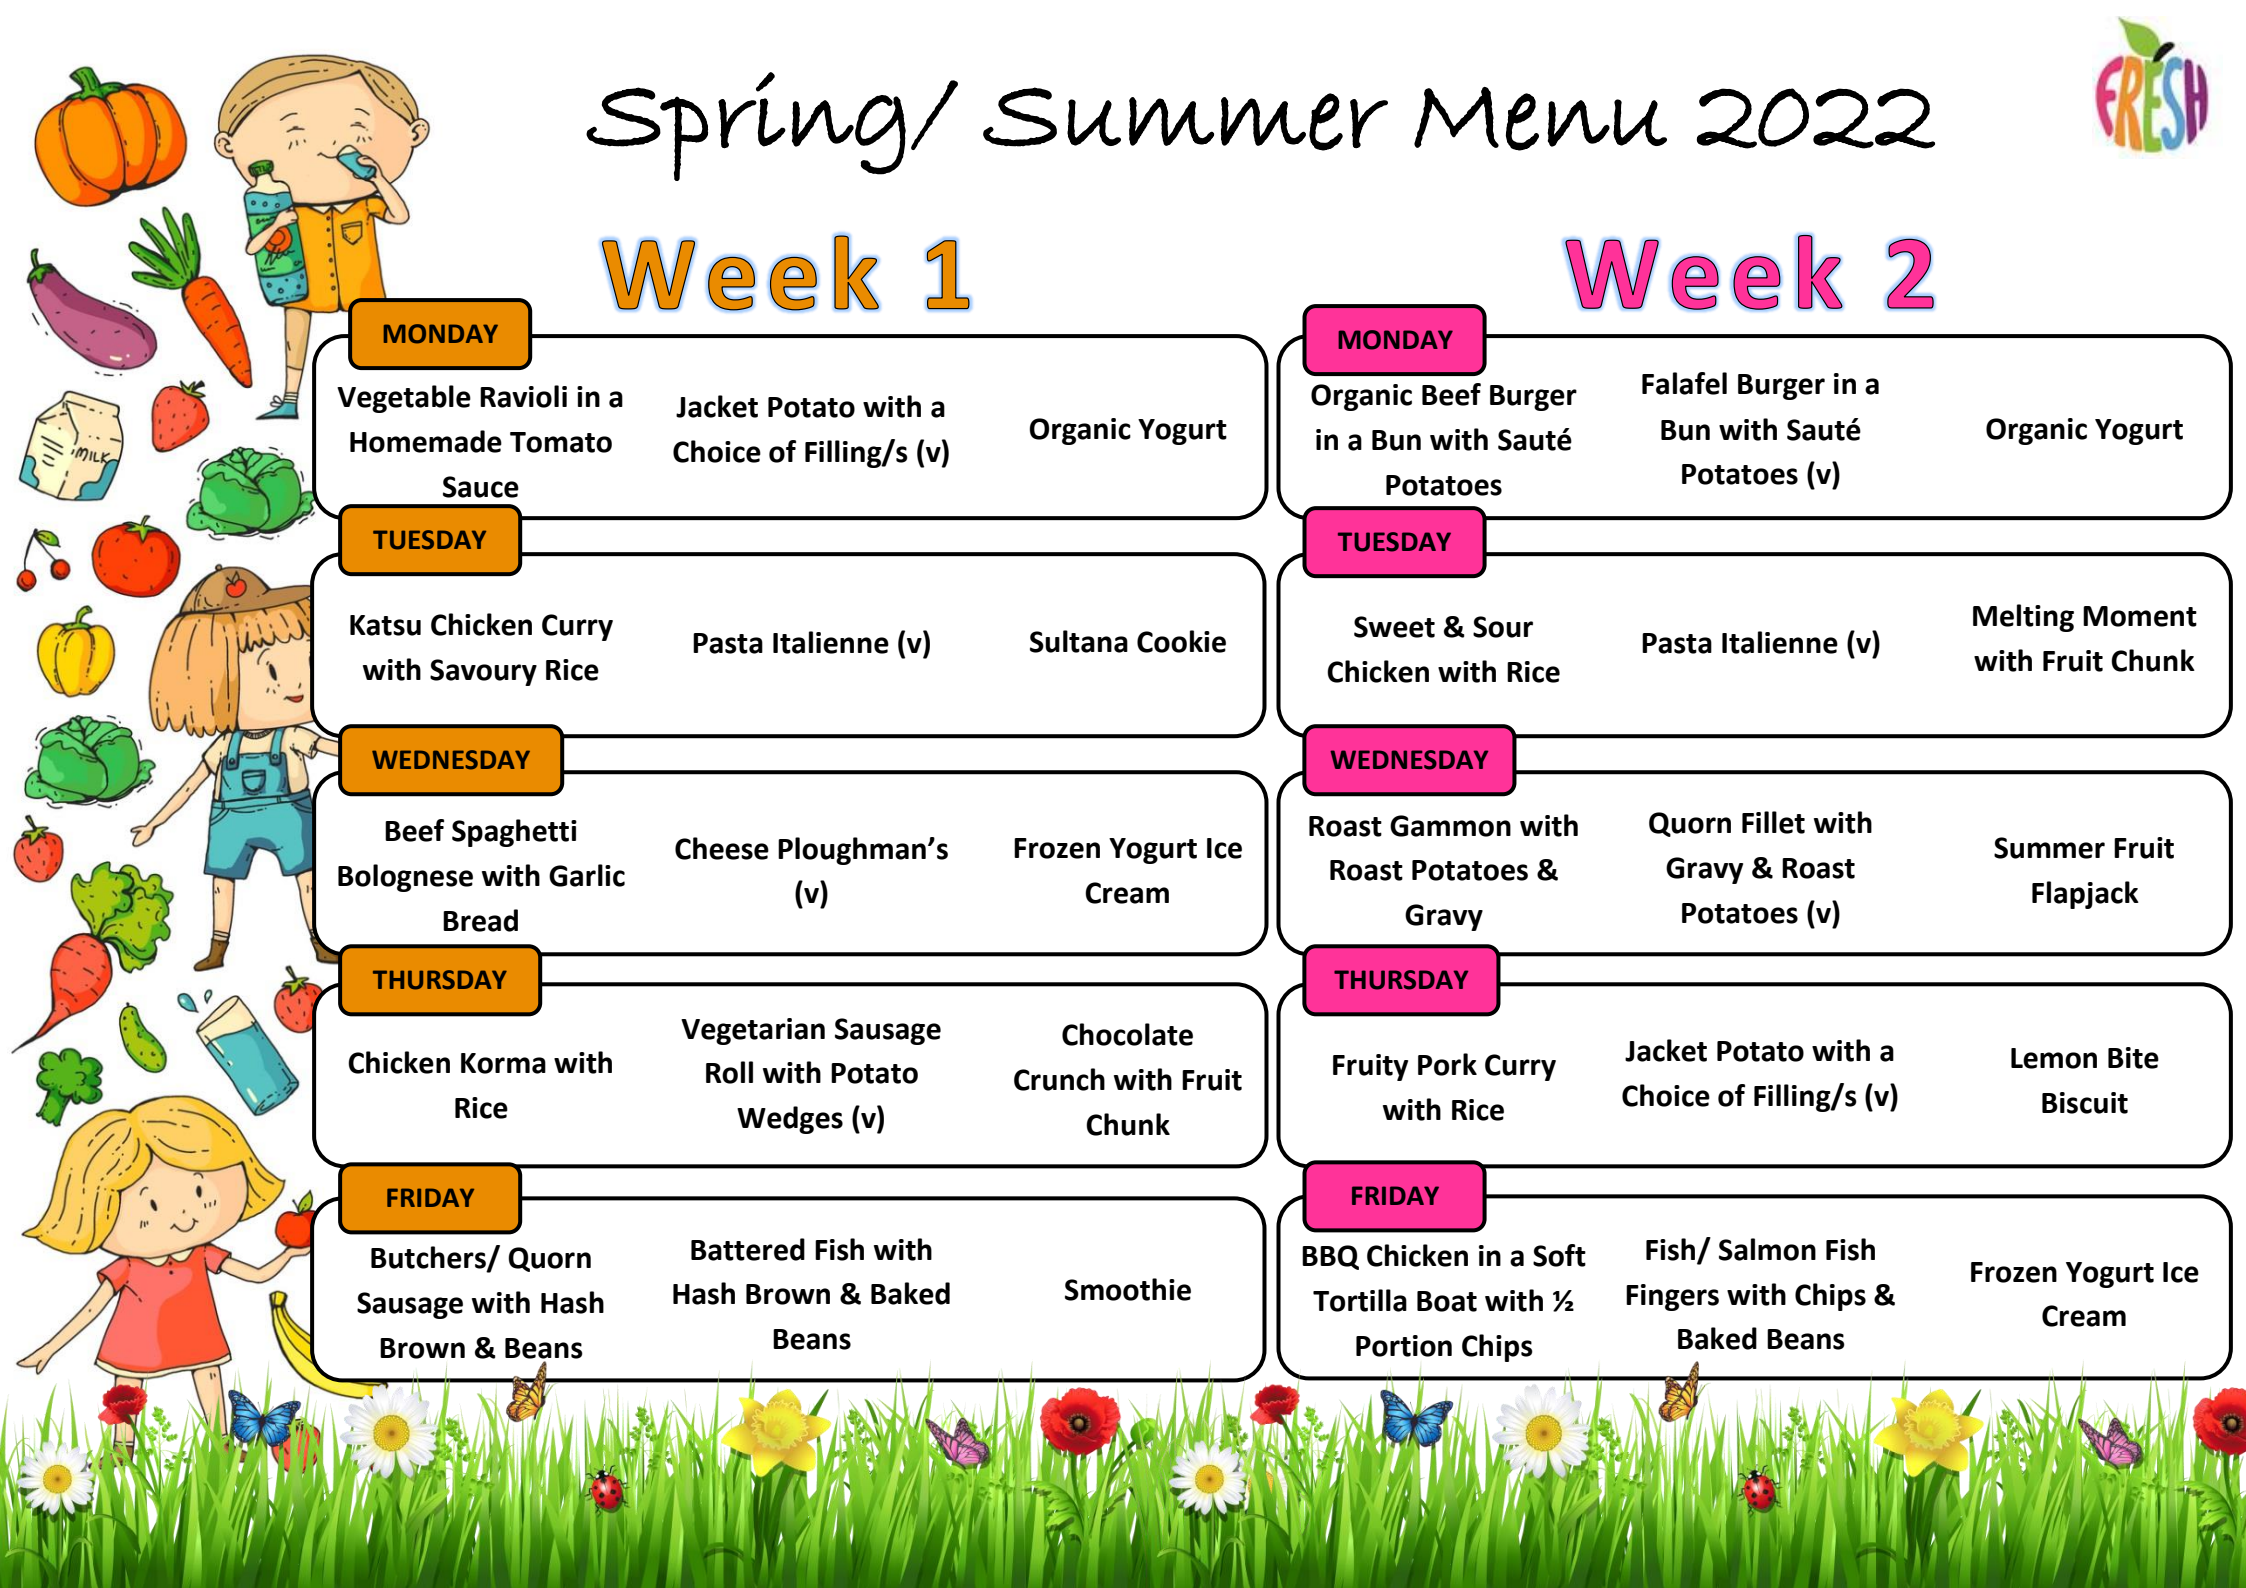 Spring/ Summer Menu 2022
FRESH
Week 1
MONDAY
Vegetable Ravioli in a
Homemade Tomato
Sauce
Jacket Potato with a
Choice of Filling/s (v)
Organic Yogurt
TUESDAY
Katsu Chicken Curry
with Savoury Rice
Pasta Italienne (v)
Sultana Cookie
WEDNESDAY
Beef Spaghetti
Bolognese with Garlic
Bread
Cheese Ploughman’s
(v)
Frozen Yogurt Ice
Cream
THURSDAY
Chicken Korma with
Rice
Vegetarian Sausage
Roll with Potato
Wedges (v)
Chocolate
Crunch with Fruit
Chunk
FRIDAY
Butchers/ Quorn
Sausage with Hash
Brown & Beans
Battered Fish with
Hash Brown & Baked
Beans
Smoothie
Week 2
MONDAY
Organic Beef Burger
in a Bun with Sauté
Potatoes
Falafel Burger in a
Bun with Sauté
Potatoes (v)
Organic Yogurt
TUESDAY
Sweet & Sour
Chicken with Rice
Pasta Italienne (v)
Melting Moment
with Fruit Chunk
WEDNESDAY
Roast Gammon with
Roast Potatoes &
Gravy
Quorn Fillet with
Gravy & Roast
Potatoes (v)
Summer Fruit
Flapjack
THURSDAY
Fruity Pork Curry
with Rice
Jacket Potato with a
Choice of Filling/s (v)
Lemon Bite
Biscuit
FRIDAY
BBQ Chicken in a Soft
Tortilla Boat with ½
Portion Chips
Fish/ Salmon Fish
Fingers with Chips &
Baked Beans
Frozen Yogurt Ice
Cream
MILK